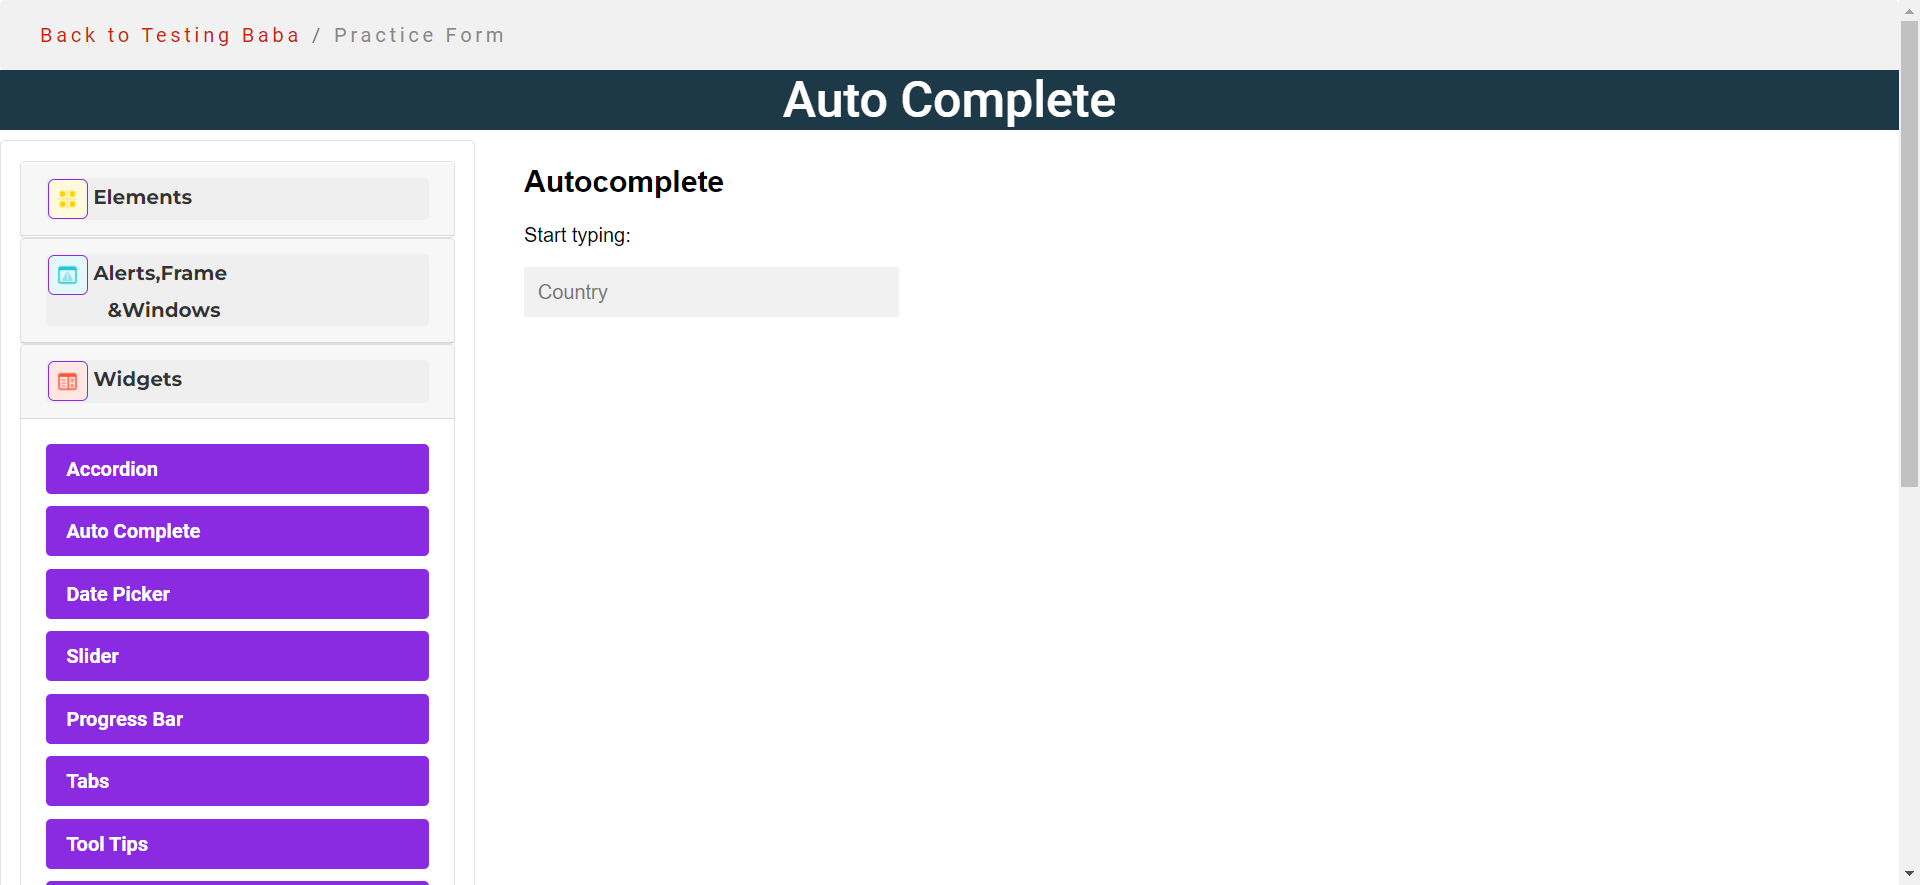 Back to Testing Baba / Practice Form
Auto Complete
Elements
Alerts,Frame
&Windows
Widgets
Accordion
Auto Complete
Date Picker
Slider
Progress Bar
Tabs
Tool Tips
Autocomplete
Start typing:
Country